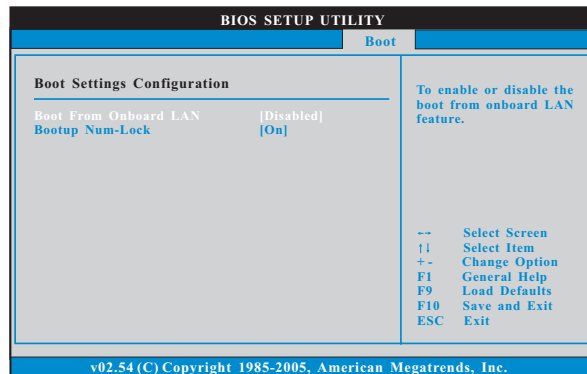 BIOS SETUP UTILITY
Boot
Boot Settings Configuration
Boot From Onboard LAN [Disabled]
Bootup Num-Lock [On]
To enable or disable the
boot from onboard LAN
feature.
←→ Select Screen
↑↓ Select Item
+ - Change Option
F1 General Help
F9 Load Defaults
F10 Save and Exit
ESC Exit
v02.54 (C) Copyright 1985-2005, American Megatrends, Inc.